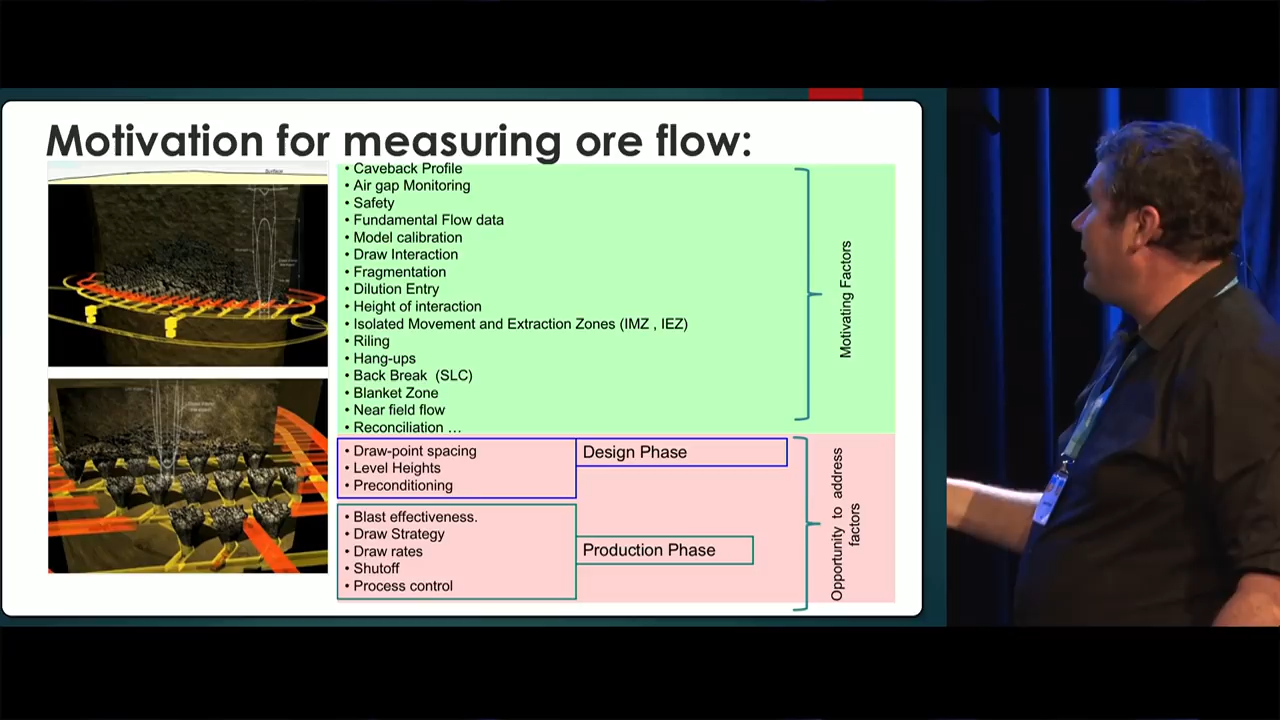 Motivation for measuring ore flow:
Surface
• Caveback Profile
• Air gap Monitoring
• Safety
• Fundamental Flow data
• Model calibration
• Draw Interaction
• Fragmentation
• Dilution Entry
• Height of interaction
• Isolated Movement and Extraction Zones (IMZ , IEZ)
• Riling
• Hang-ups
• Back Break  (SLC)
• Blanket Zone
• Near field flow
• Reconciliation …
Motivating Factors
• Draw-point spacing
• Level Heights
• Preconditioning
Design Phase
• Blast effectiveness.
• Draw Strategy
• Draw rates
• Shutoff
• Process control
Production Phase
Opportunity to address
factors